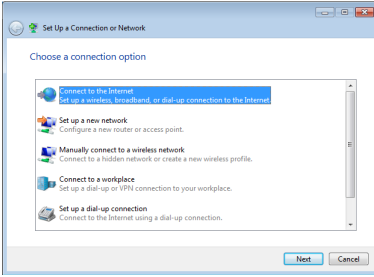 Set Up a Connection or Network
Choose a connection option
Connect to the Internet
Set up a wireless, broadband, or dial-up connection to the Internet.
Set up a new network
Configure a new router or access point.
Manually connect to a wireless network
Connect to a hidden network or create a new wireless profile.
Connect to a workplace
Set up a dial-up or VPN connection to your workplace.
Set up a dial-up connection
Connect to the Internet using a dial-up connection.
Next Cancel